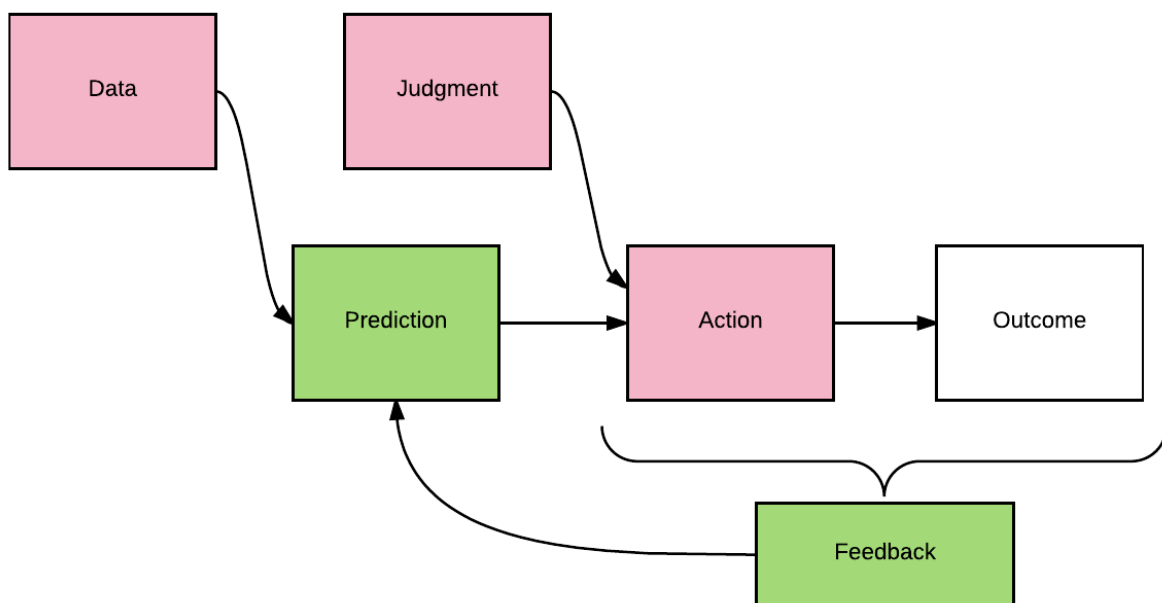 Data
Judgment
Prediction
Action
Outcome
Feedback